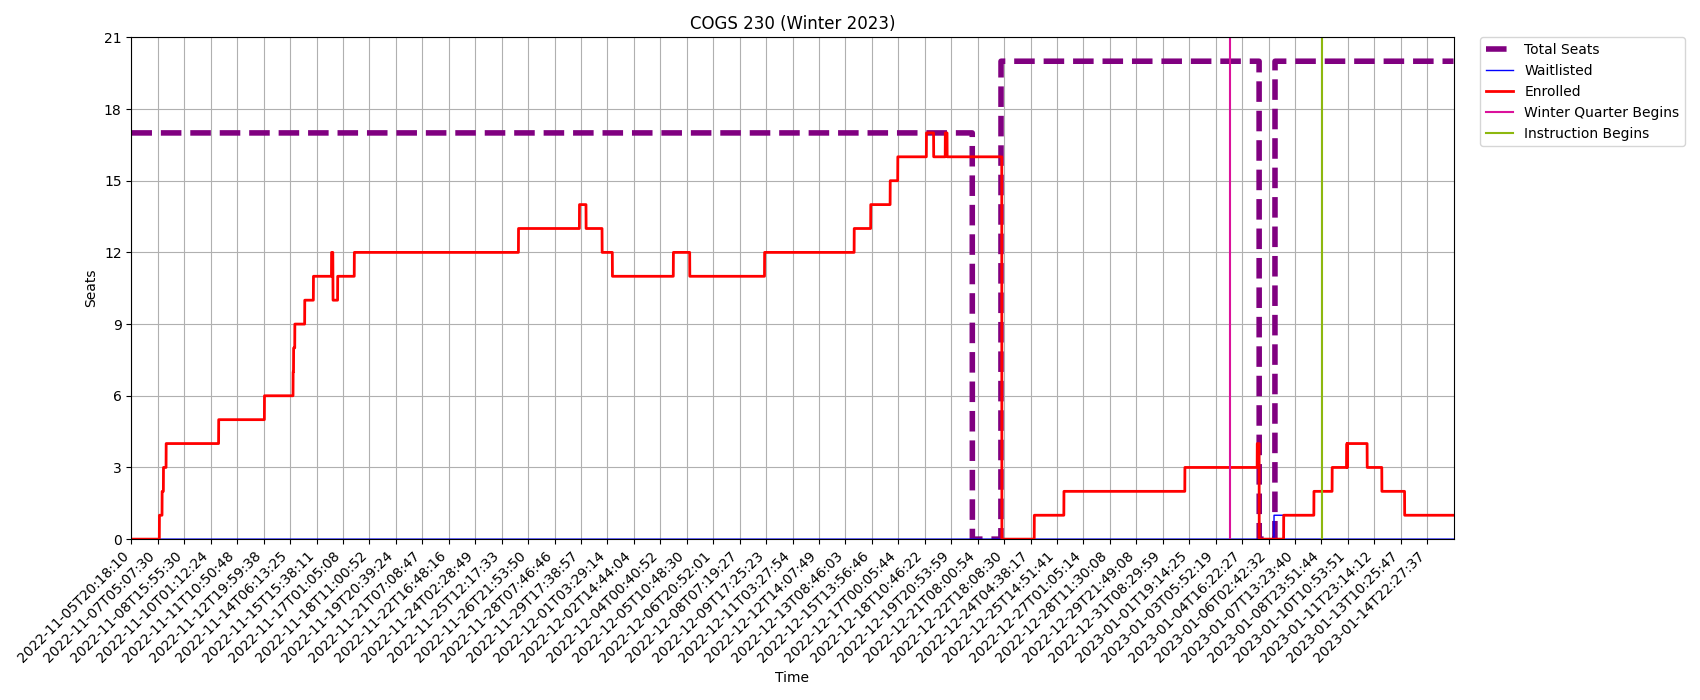 COGS 230 (Winter 2023)
21
18
15
12
9
6
3
0
Seats
Total Seats
Waitlisted
Enrolled
Winter Quarter Begins
Instruction Begins
2022-11-05T20:18:10
2022-11-07T05:07:30
2022-11-08T15:55:30
2022-11-10T01:12:24
2022-11-11T10:50:48
2022-11-12T19:59:38
2022-11-14T06:13:25
2022-11-15T15:38:11
2022-11-17T01:05:08
2022-11-18T11:00:52
2022-11-19T20:39:24
2022-11-21T07:08:47
2022-11-22T16:48:16
2022-11-24T02:28:49
2022-11-25T12:17:33
2022-11-26T21:53:50
2022-11-28T07:46:46
2022-11-29T17:38:57
2022-12-01T03:29:14
2022-12-02T14:44:04
2022-12-04T00:40:52
2022-12-05T10:48:30
2022-12-06T20:52:01
2022-12-08T07:19:27
2022-12-09T17:25:23
2022-12-11T03:27:54
2022-12-12T14:07:49
2022-12-13T08:46:03
2022-12-15T13:56:46
2022-12-17T00:05:44
2022-12-18T10:46:22
2022-12-19T20:53:59
2022-12-21T08:00:54
2022-12-22T18:08:30
2022-12-24T04:38:17
2022-12-25T14:51:41
2022-12-27T01:05:14
2022-12-28T11:30:08
2022-12-29T21:49:08
2022-12-31T08:29:59
2023-01-01T19:14:25
2023-01-03T05:52:19
2023-01-04T16:22:27
2023-01-06T02:42:32
2023-01-07T13:23:40
2023-01-08T23:51:44
2023-01-10T10:53:51
2023-01-11T23:14:12
2023-01-13T10:25:47
2023-01-14T22:27:37
Time